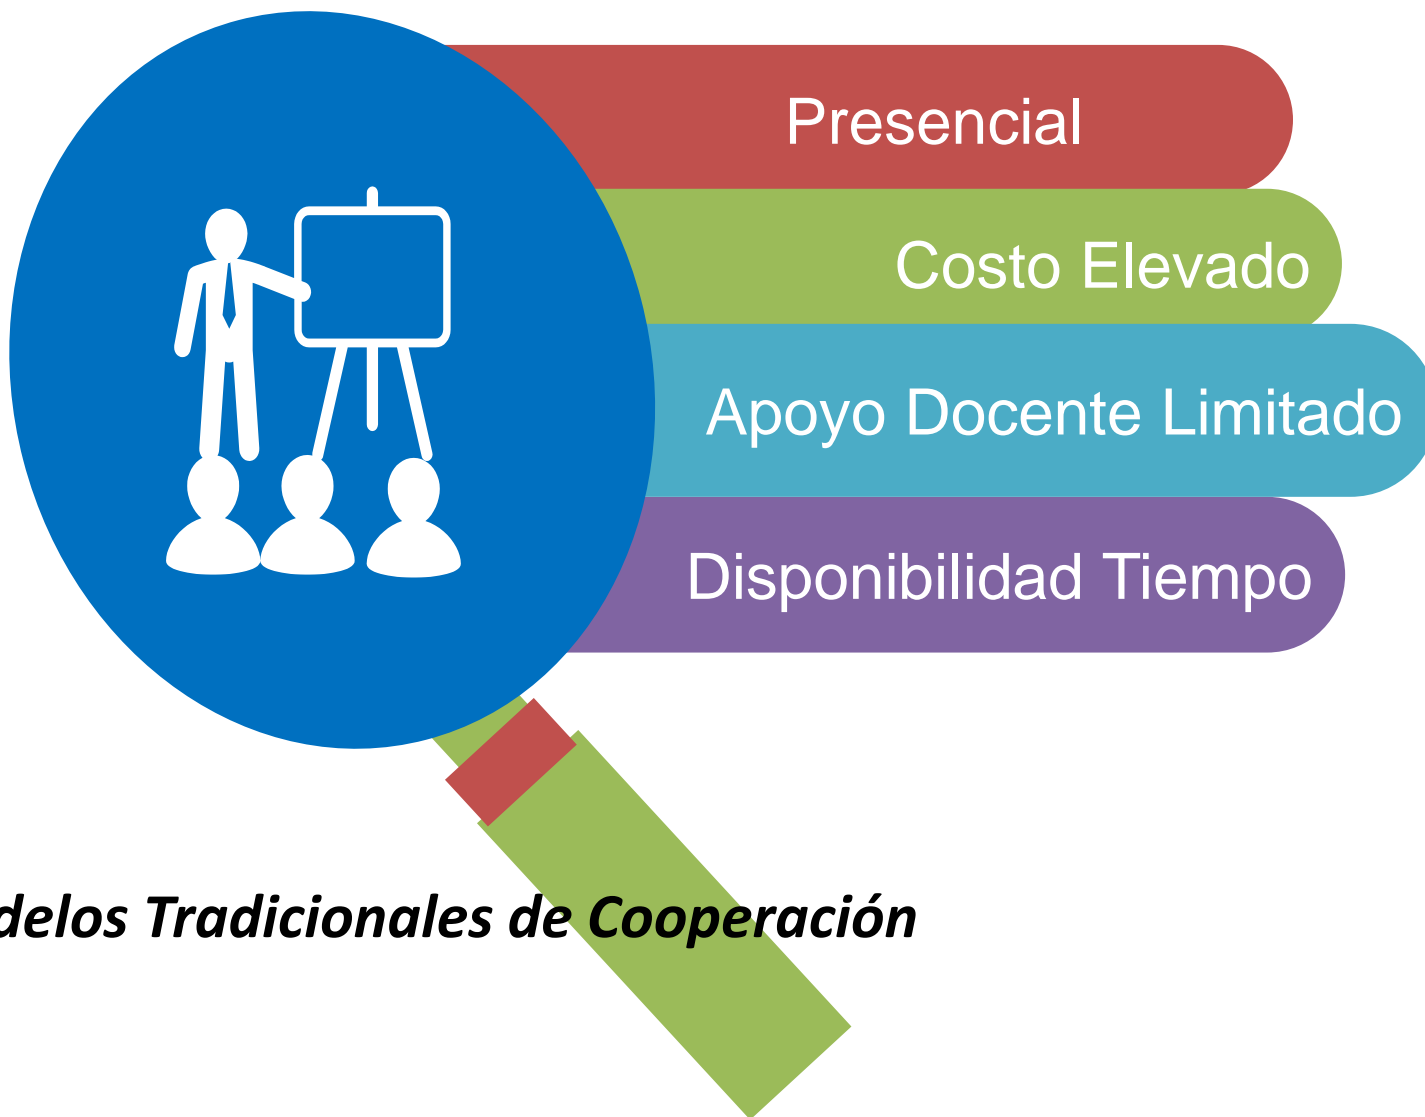 Presencial
Costo Elevado
Apoyo Docente Limitado
Disponibilidad Tiempo
delos Tradicionales de Cooperación